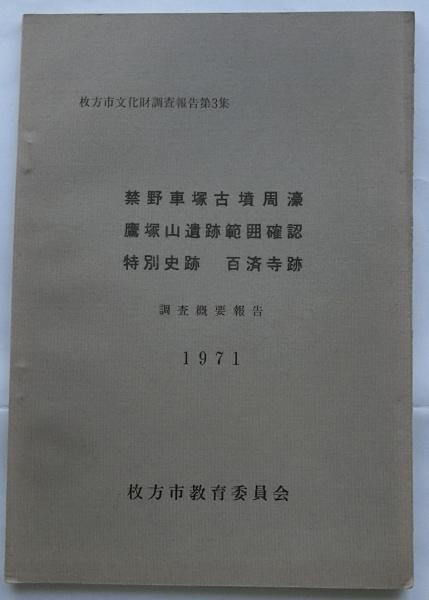 枚方市文化財調査報告第3集
禁野車塚古墳周濠
鷹塚山遺跡範囲確認
特別史跡 百済寺跡
調査概要報告
1971
枚方市教育委員会